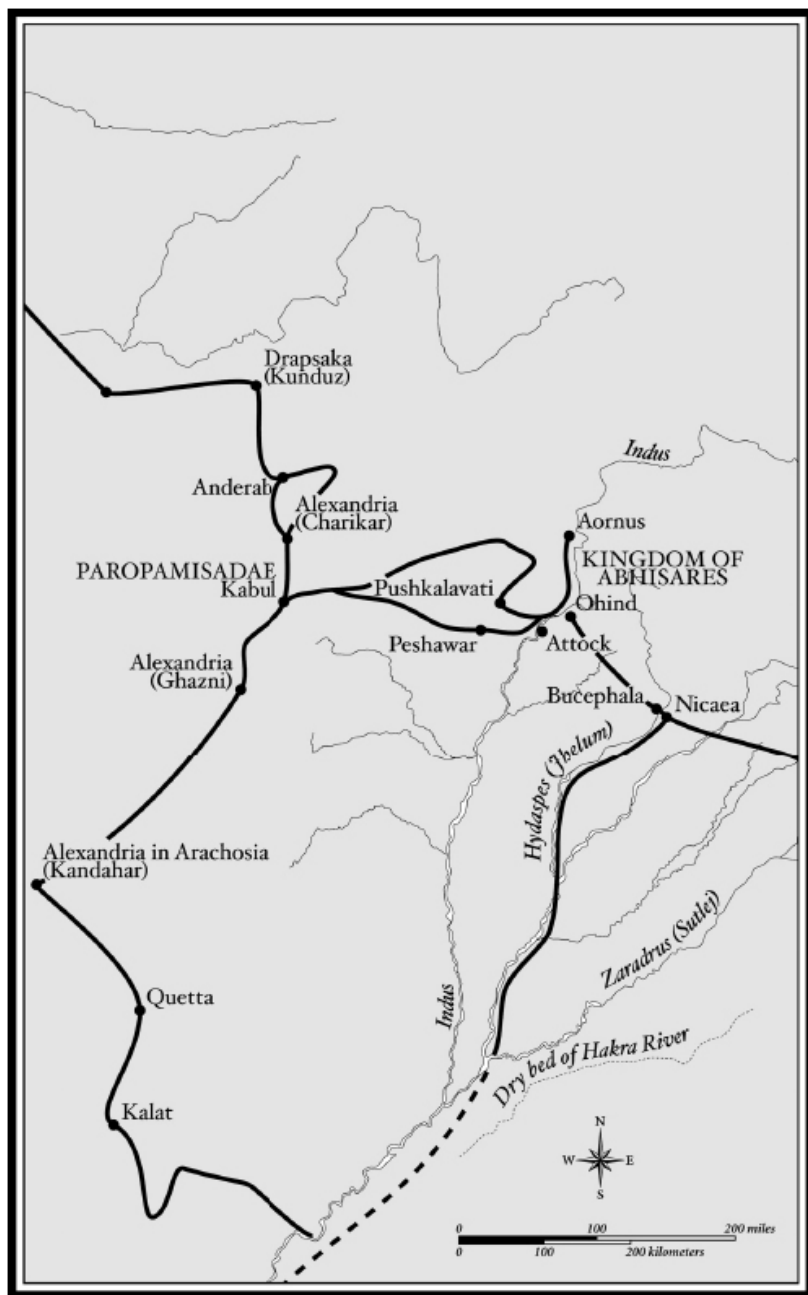 Drapsaka
(Kunduz)
Indus
Anderab
Alexandria
(Charikar)
Aornus
PAROPAMISADAE
Kabul
Pushkalavati
KINGDOM OF
ABHISARES
Ohind
Peshawar
Attock
Alexandria
(Ghazni)
Bucephala
Nicaea
Hydaspes (Jhelum)
Alexandria in Arachosia
(Kandahar)
Zaradrus (Sutlej)
Quetta
Indus
Dry bed of Hakra River
Kalat
N
W
E
S
0
100
200 miles
0
100
200 kilometers